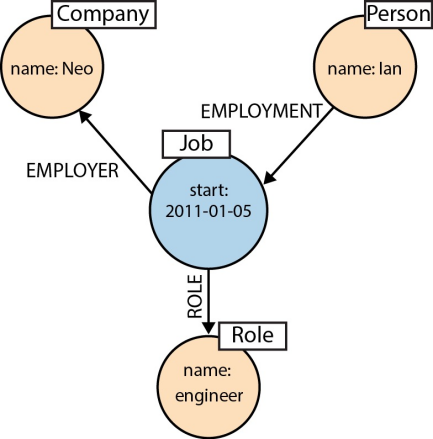 Company
name: Neo
Person
name: Ian
EMPLOYMENT
EMPLOYER
Job
start:
2011-01-05
ROLE
Role
name:
engineer